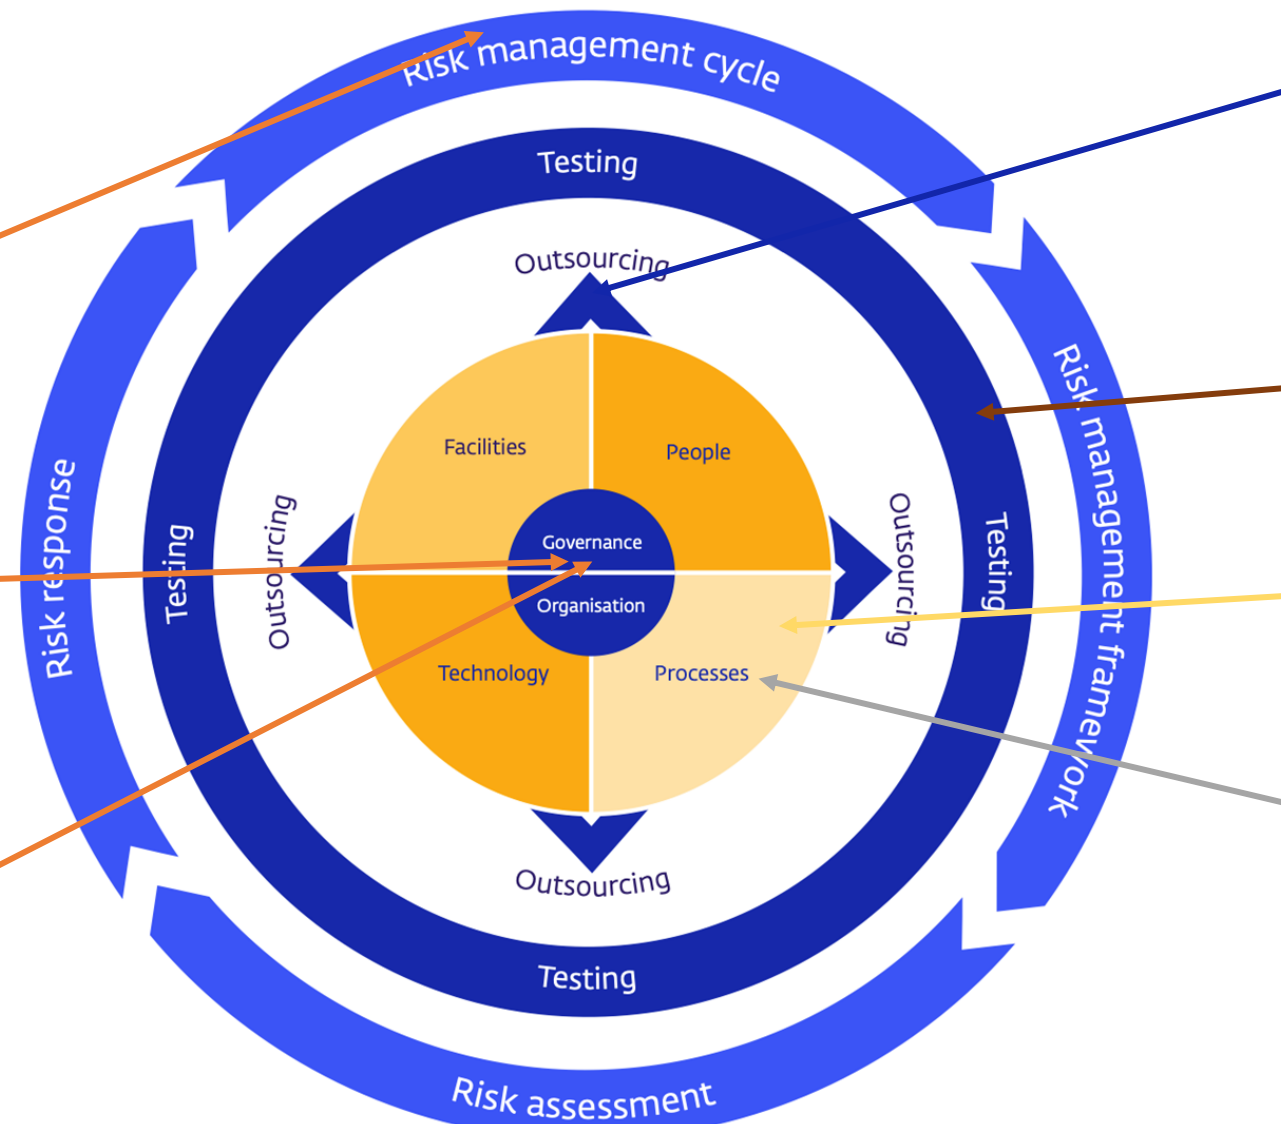 Risk management cycle
Testing
Outsourcing
Facilities
People
Risk management framework
Risk response
Testing
Outsourcing
Governance
Organisation
Outsourcing
Testing
Technology
Processes
Outsourcing
Testing
Risk assessment